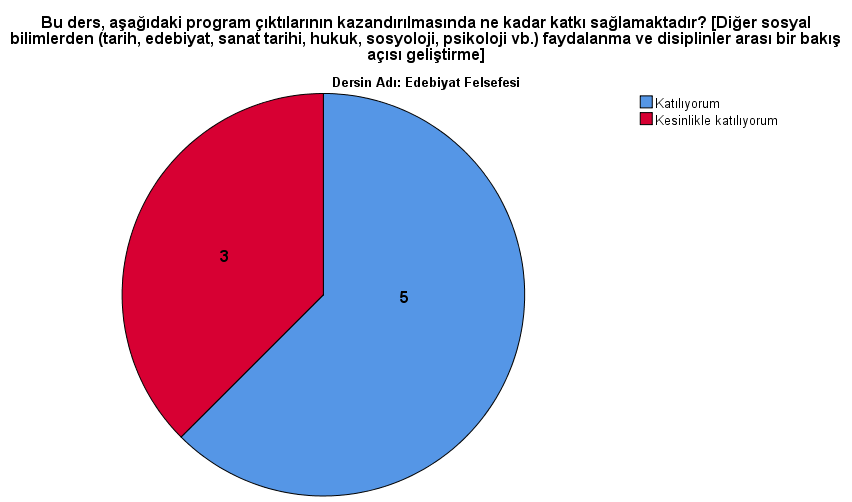 Bu ders, aşağıdaki program çıktılarının kazandırılmasında ne kadar katkı sağlamaktadır? [Diğer sosyal
bilimlerden (tarih, edebiyat, sanat tarihi, hukuk, sosyoloji, psikoloji vb.) faydalanma ve disiplinler arası bir bakış
açısı geliştirme]
Dersin Adı: Edebiyat Felsefesi
Katılıyorum
Kesinlikle katılıyorum
3
5